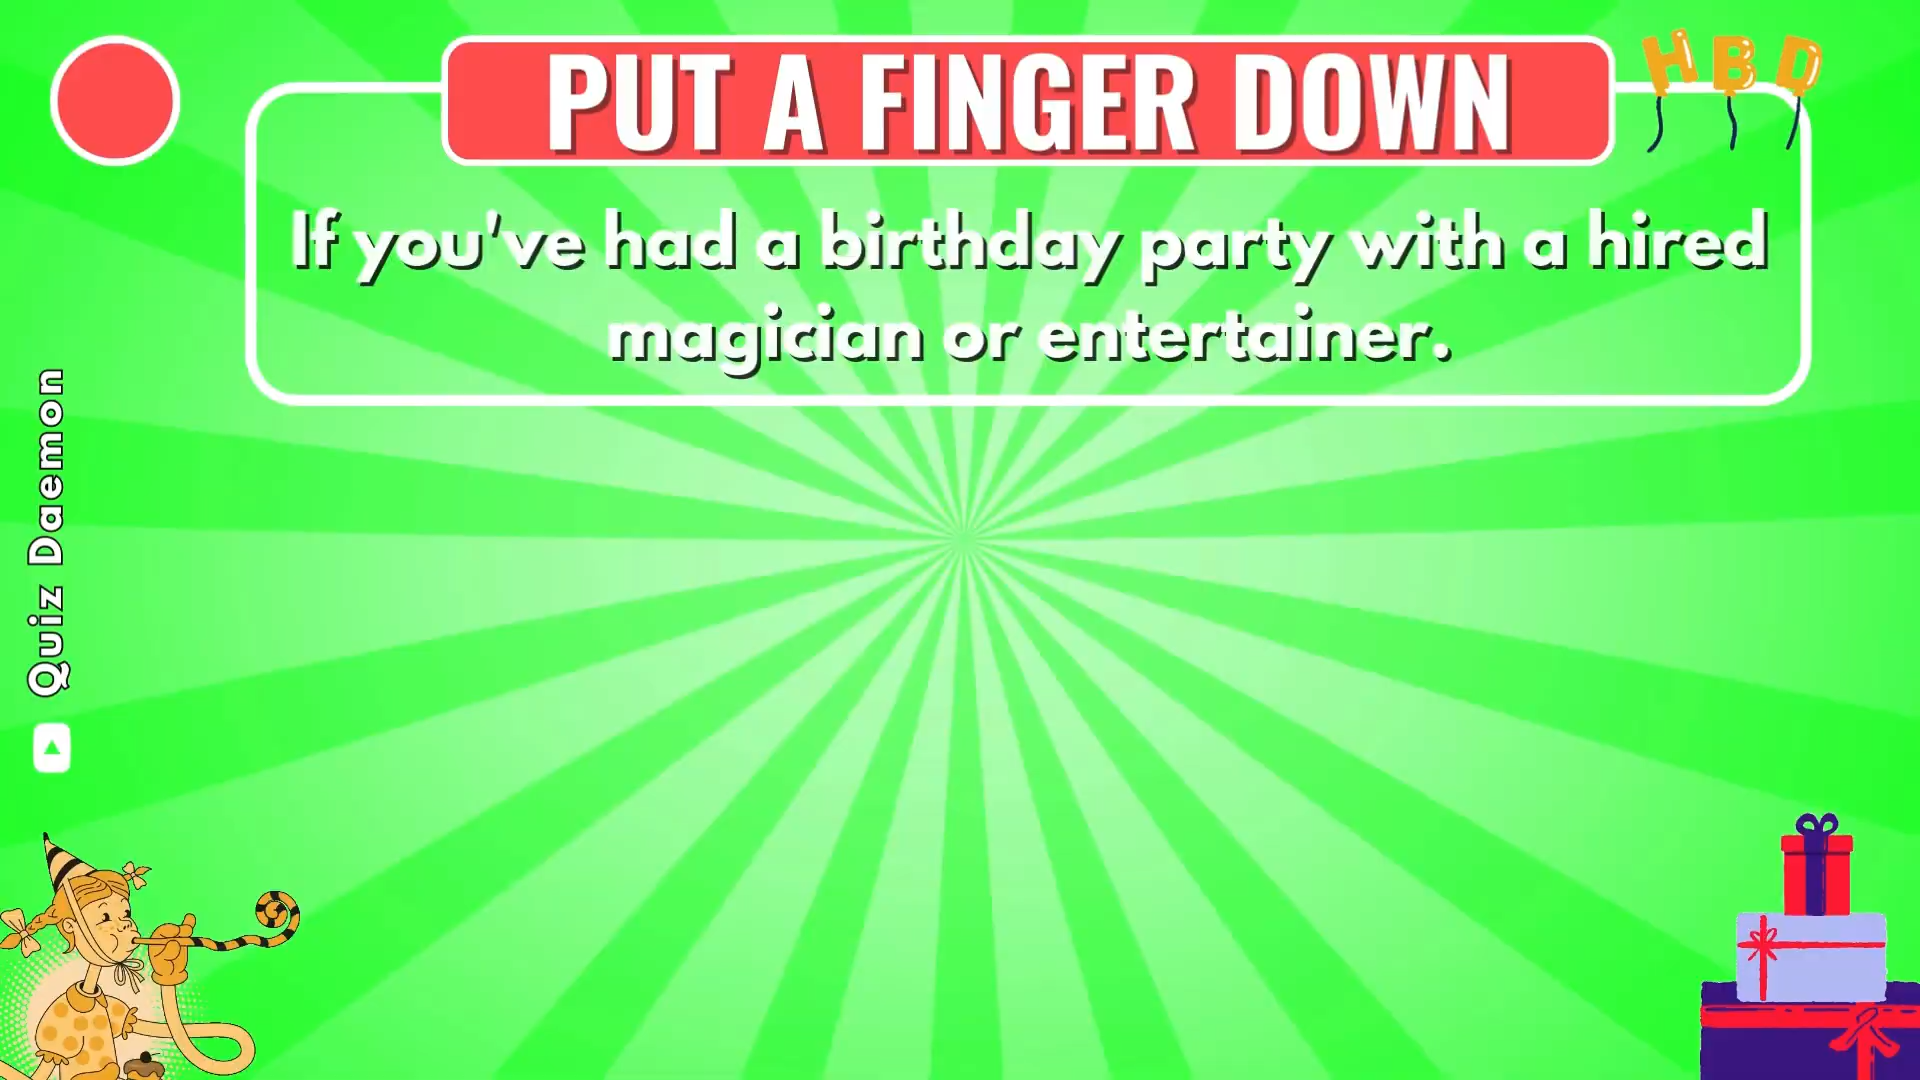 PUT A FINGER DOWN
HBD
If you've had a birthday party with a hired
magician or entertainer.
Quiz Daemon